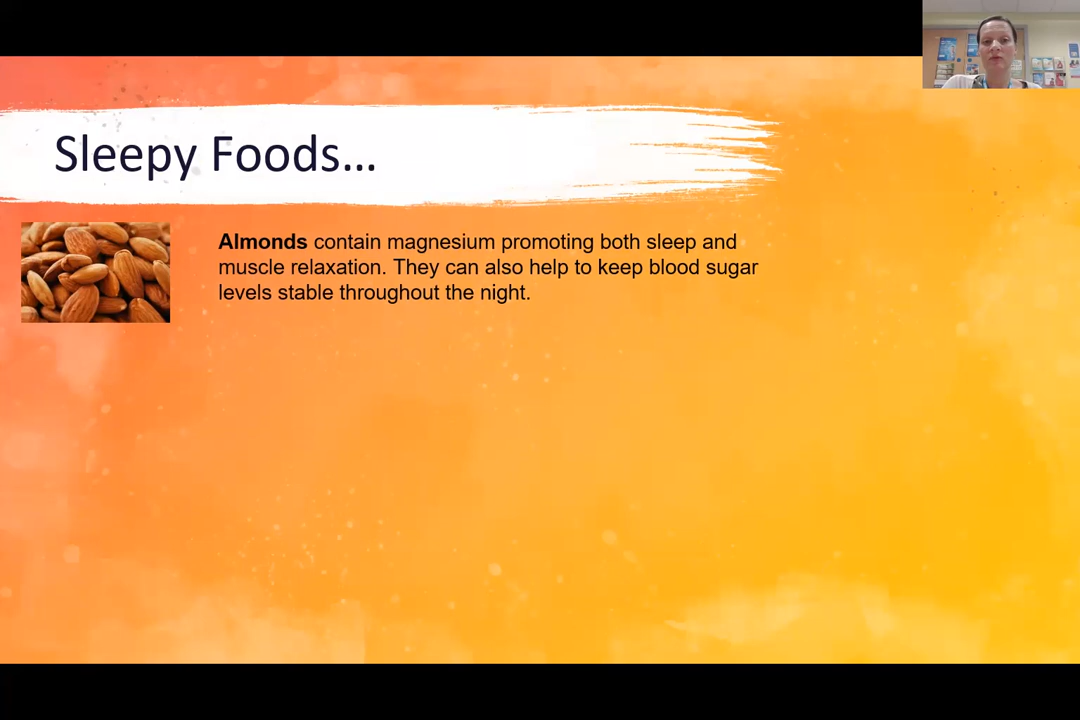 Sleepy Foods...
Almonds contain magnesium promoting both sleep and
muscle relaxation. They can also help to keep blood sugar
levels stable throughout the night.